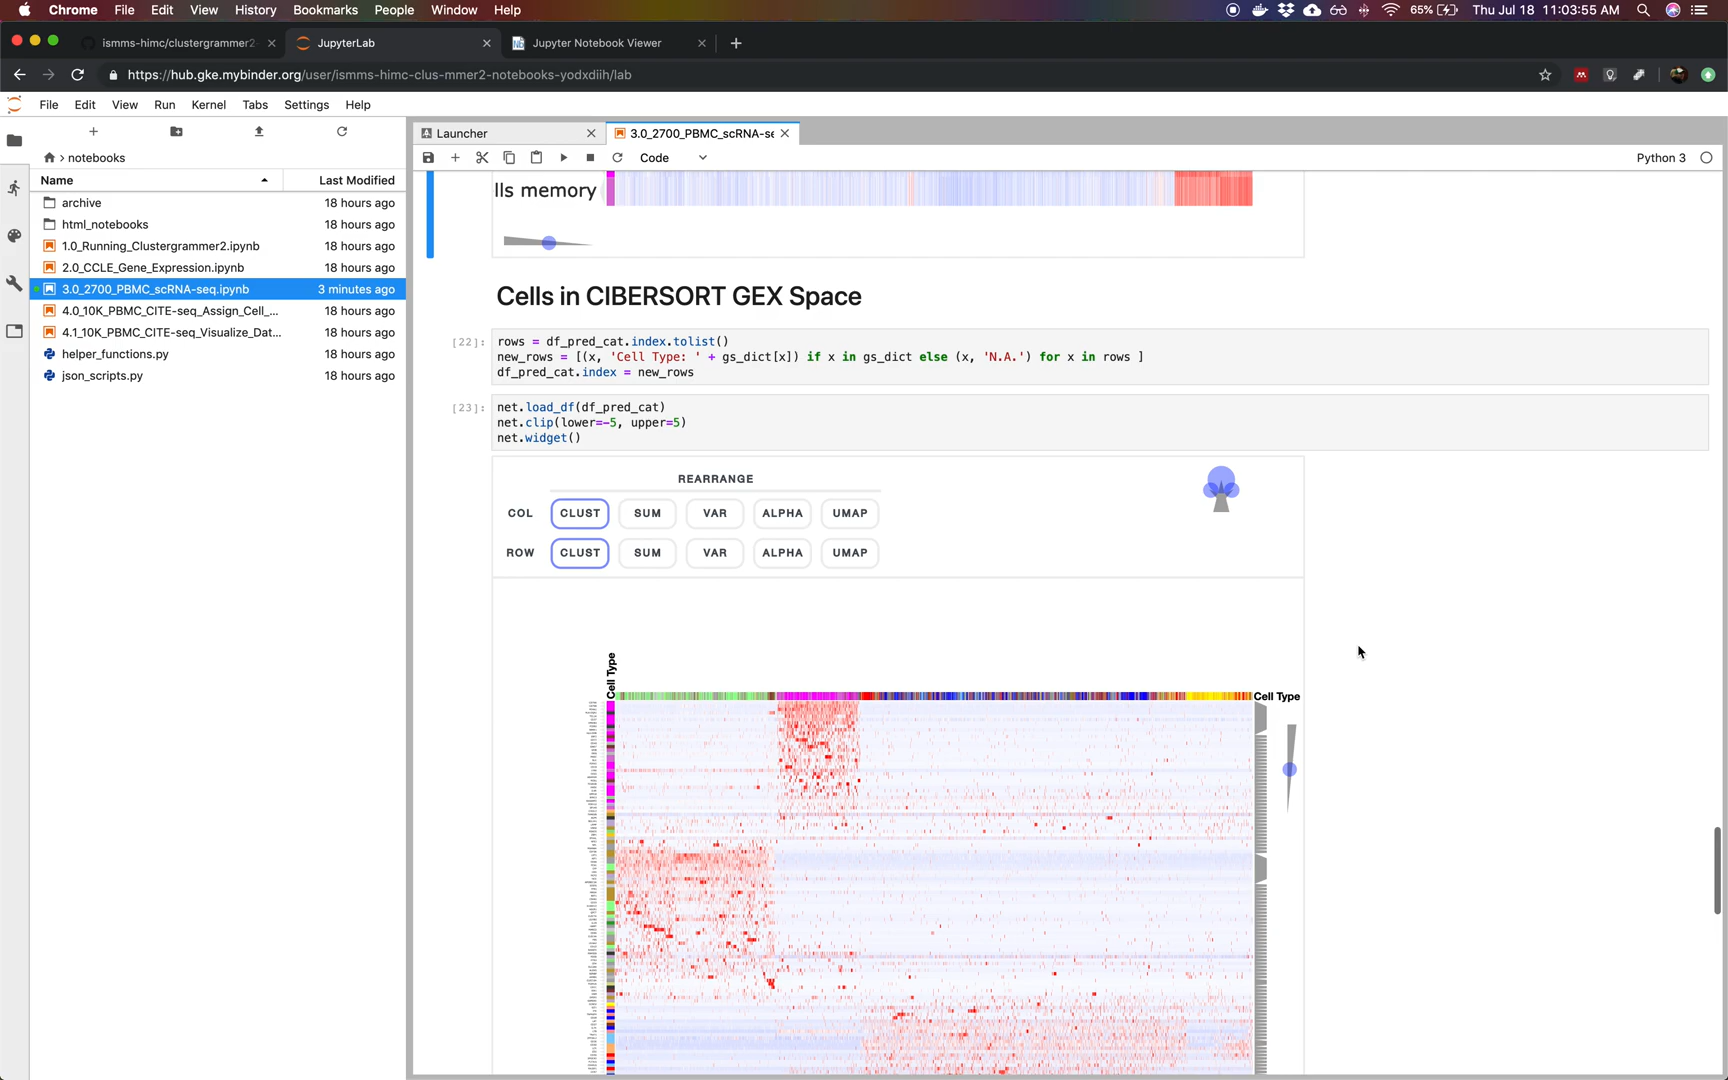 Chrome File Edit View History Bookmarks People Window Help 65% Thu Jul 18 11:03:55 AM
ismms-himc/clustergrammer2- JupyterLab Jupyter Notebook Viewer
https://hub.gke.mybinder.org/user/ismms-himc-clus-mmer2-notebooks-yodxdiih/lab
File Edit View Run Kernel Tabs Settings Help
Launcher 3.0_2700_PBMC_scRNA-se
Code Python 3
> notebooks
Name Last Modified
archive 18 hours ago
html_notebooks 18 hours ago
1.0_Running_Clustergrammer2.ipynb 18 hours ago
2.0_CCLE_Gene_Expression.ipynb 18 hours ago
3.0_2700_PBMC_scRNA-seq.ipynb 3 minutes ago
4.0_10K_PBMC_CITE-seq_Assign_Cell_... 18 hours ago
4.1_10K_PBMC_CITE-seq_Visualize_Dat... 18 hours ago
helper_functions.py 18 hours ago
json_scripts.py 18 hours ago
lls memory
Cells in CIBERSORT GEX Space
[22]: rows = df_pred_cat.index.tolist()
new_rows = [(x, 'Cell Type: ' + gs_dict[x]) if x in gs_dict else (x, 'N.A.') for x in rows ]
df_pred_cat.index = new_rows
[23]: net.load_df(df_pred_cat)
net.clip(lower=-5, upper=5)
net.widget()
REARRANGE
COL CLUST SUM VAR ALPHA UMAP
ROW CLUST SUM VAR ALPHA UMAP
Cell Type
Cell Type